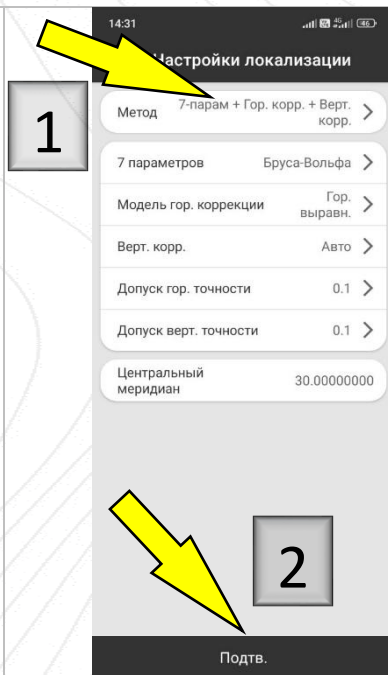 14:31
46
Настройки локализации
1
Метод
7-парам + Гор. корр. + Верт.
корр.
7 параметров
Бруса-Вольфа
Модель гор. коррекции
Гор.
выравн.
Верт. корр.
Авто
Допуск гор. точности
0.1
Допуск верт. точности
0.1
Центральный
меридиан
30.00000000
2
Подтв.